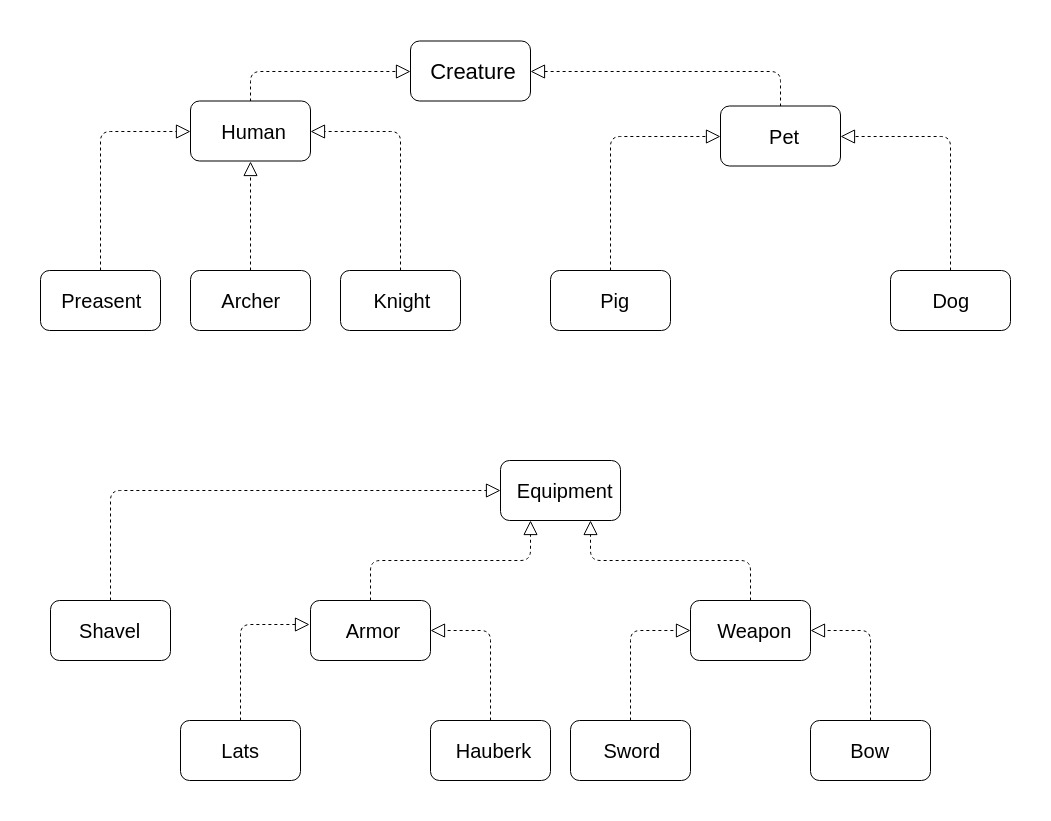 Creature
Human
Pet
Preasent
Archer
Knight
Pig
Dog
Equipment
Shavel
Armor
Weapon
Lats
Hauberk
Sword
Bow